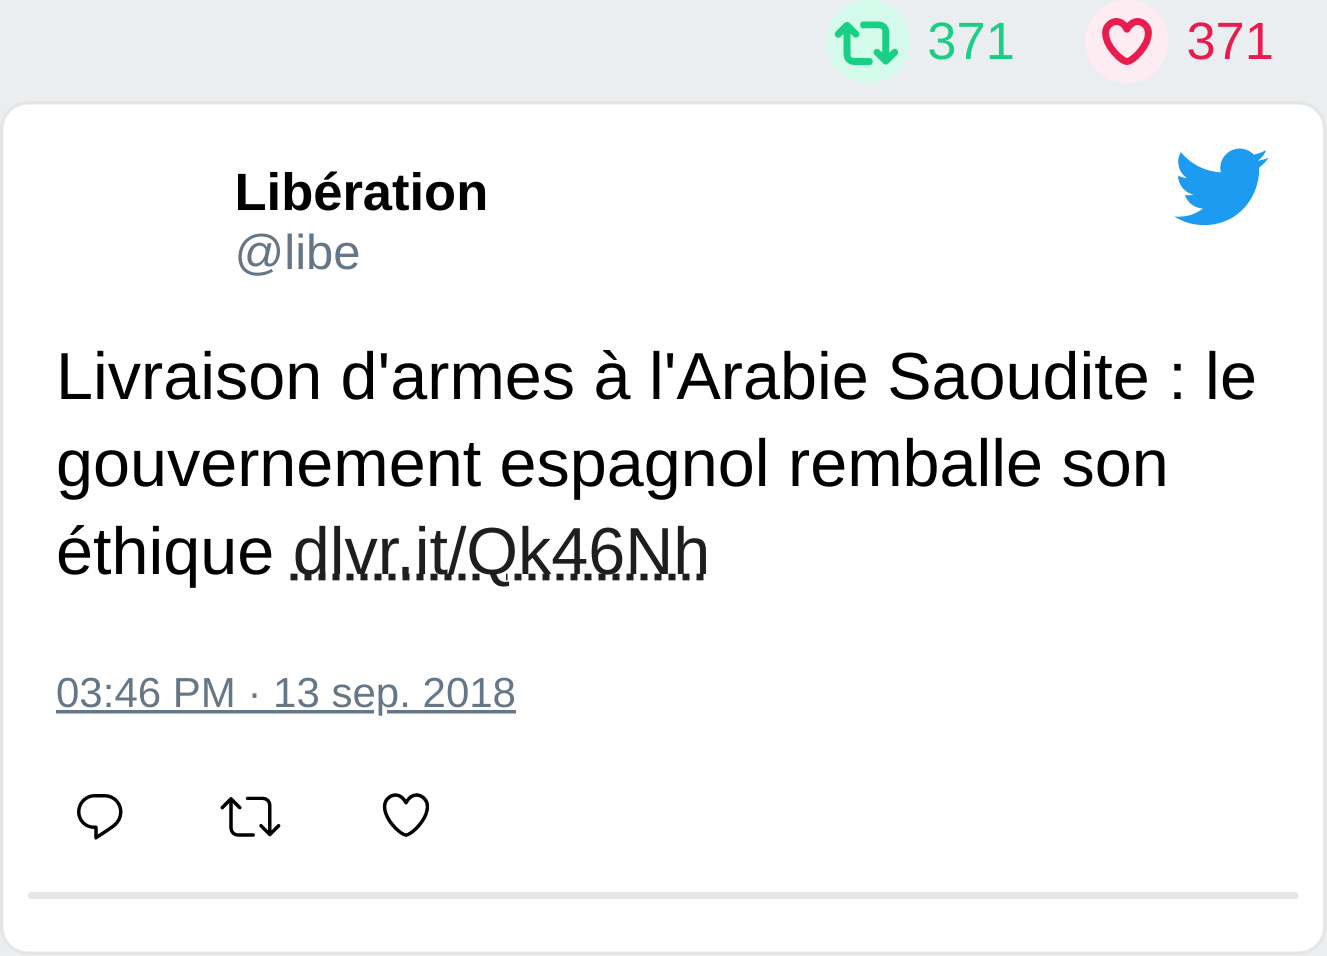 371 371
Libération
@libe
Livraison d'armes à l'Arabie Saoudite : le
gouvernement espagnol remballe son
éthique dlvr.it/Qk46Nh
03:46 PM · 13 sep. 2018